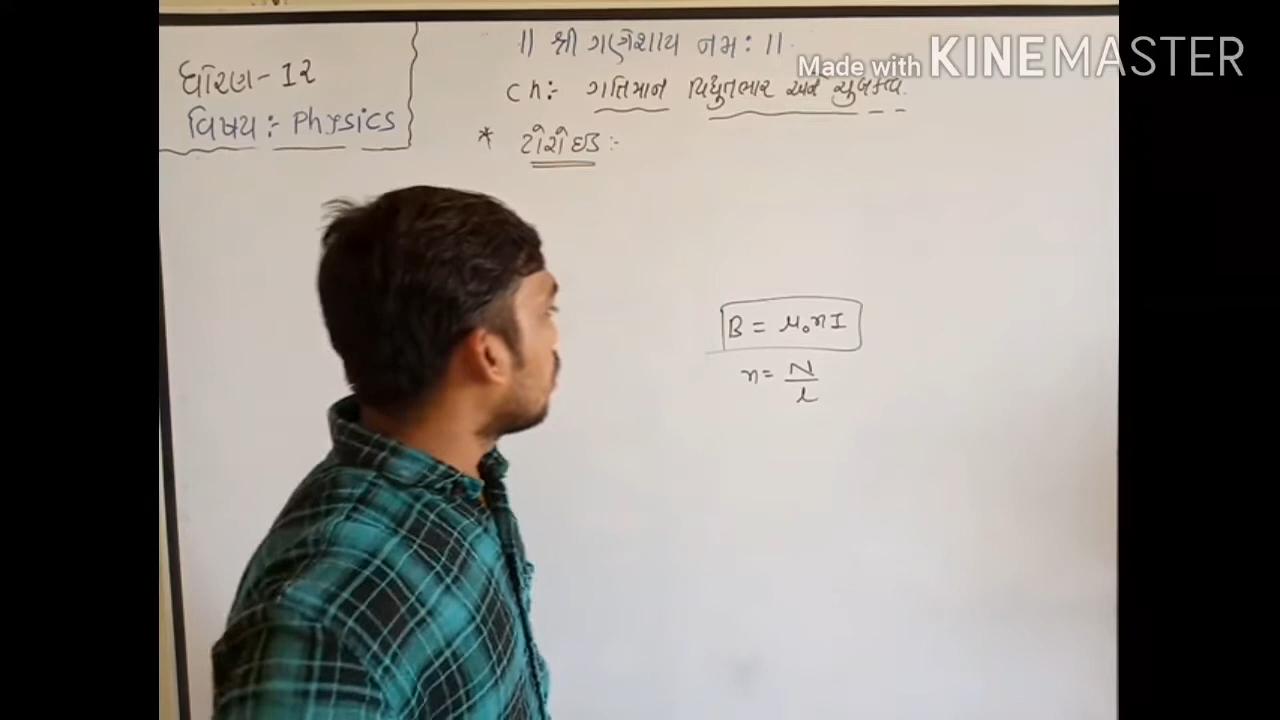 ॥ શ્રી ગણેશાય નમઃ ॥
Made with KINEMASTER
ધોરણ - 12
વિષય :- Physics
ch :- ગતિમાન વિદ્યુતભાર અને ચુંબકત્વ.
* ટોરોઇડ :-
B = μ₀nI
n = N/l